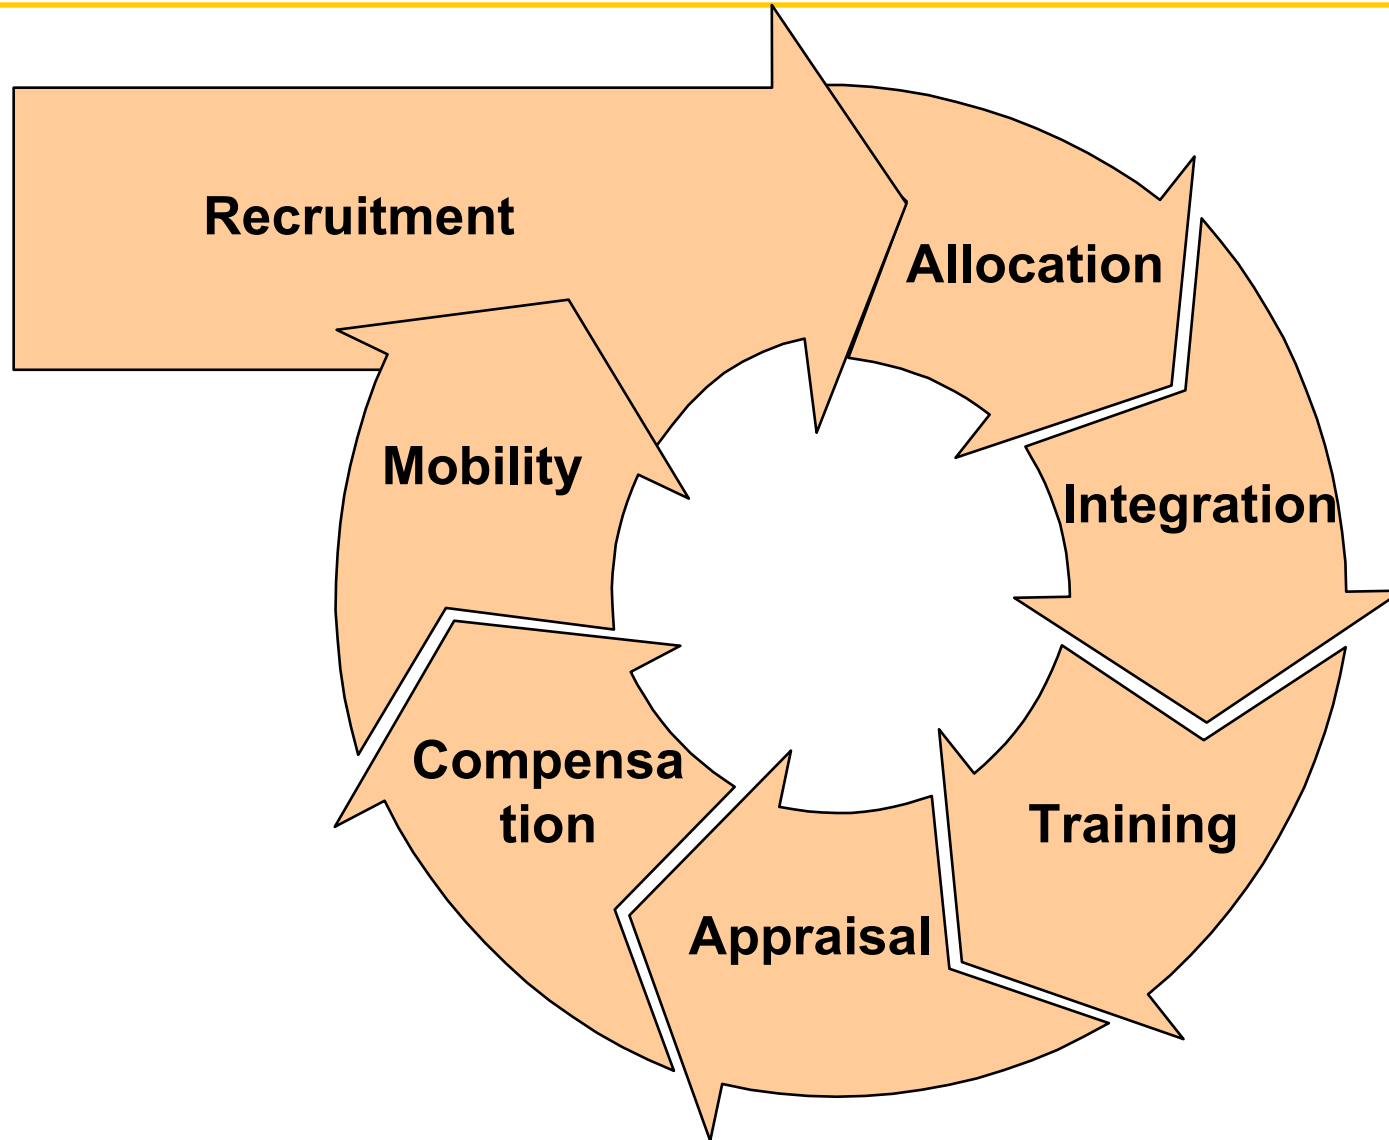 Recruitment
Allocation
Integration
Training
Appraisal
Compensa
tion
Mobility